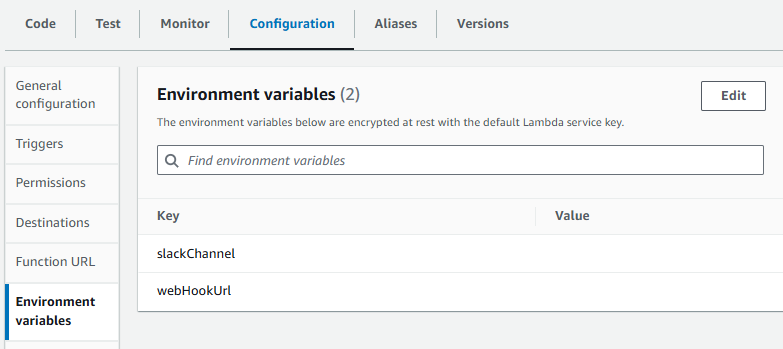 Code Test Monitor Configuration Aliases Versions
General
configuration
Triggers
Permissions
Destinations
Function URL
Environment
variables
Environment variables (2)
Edit
The environment variables below are encrypted at rest with the default Lambda service key.
Find environment variables
Key Value
slackChannel
webHookUrl